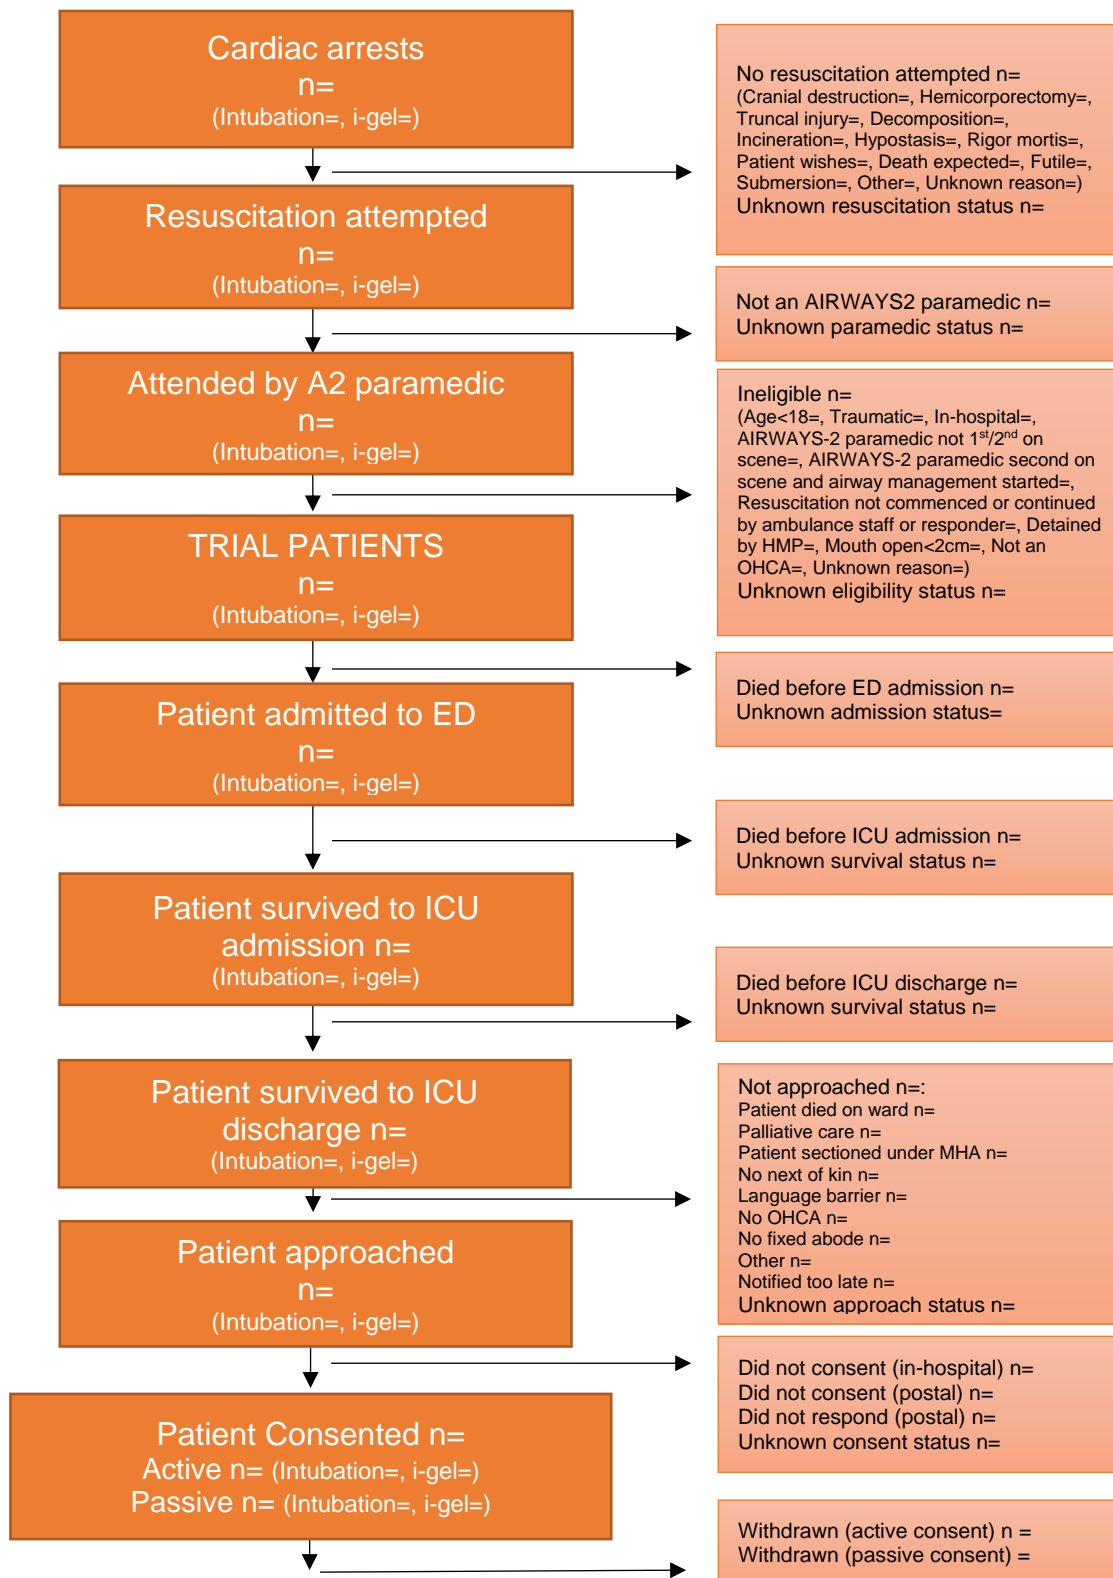 Cardiac arrests
n=
(Intubation=, i-gel=)
No resuscitation attempted n=
(Cranial destruction=, Hemicorporectomy=,
Truncal injury=, Decomposition=,
Incineration=, Hypostasis=, Rigor mortis=,
Patient wishes=, Death expected=, Futile=,
Submersion=, Other=, Unknown reason=)
Unknown resuscitation status n=
Resuscitation attempted
n=
(Intubation=, i-gel=)
Not an AIRWAYS2 paramedic n=
Unknown paramedic status n=
Attended by A2 paramedic
n=
(Intubation=, i-gel=)
Ineligible n=
(Age<18=, Traumatic=, In-hospital=,
AIRWAYS-2 paramedic not 1st/2nd on
scene=, AIRWAYS-2 paramedic second on
scene and airway management started=,
Resuscitation not commenced or continued
by ambulance staff or responder=, Detained
by HMP=, Mouth open<2cm=, Not an
OHCA=, Unknown reason=)
Unknown eligibility status n=
TRIAL PATIENTS
n=
(Intubation=, i-gel=)
Died before ED admission n=
Unknown admission status=
Patient admitted to ED
n=
(Intubation=, i-gel=)
Died before ICU admission n=
Unknown survival status n=
Patient survived to ICU
admission n=
(Intubation=, i-gel=)
Died before ICU discharge n=
Unknown survival status n=
Patient survived to ICU
discharge n=
(Intubation=, i-gel=)
Not approached n=:
Patient died on ward n=
Palliative care n=
Patient sectioned under MHA n=
No next of kin n=
Language barrier n=
No OHCA n=
No fixed abode n=
Other n=
Notified too late n=
Unknown approach status n=
Patient approached
n=
(Intubation=, i-gel=)
Did not consent (in-hospital) n=
Did not consent (postal) n=
Did not respond (postal) n=
Unknown consent status n=
Patient Consented n=
Active n= (Intubation=, i-gel=)
Passive n= (Intubation=, i-gel=)
Withdrawn (active consent) n =
Withdrawn (passive consent) =